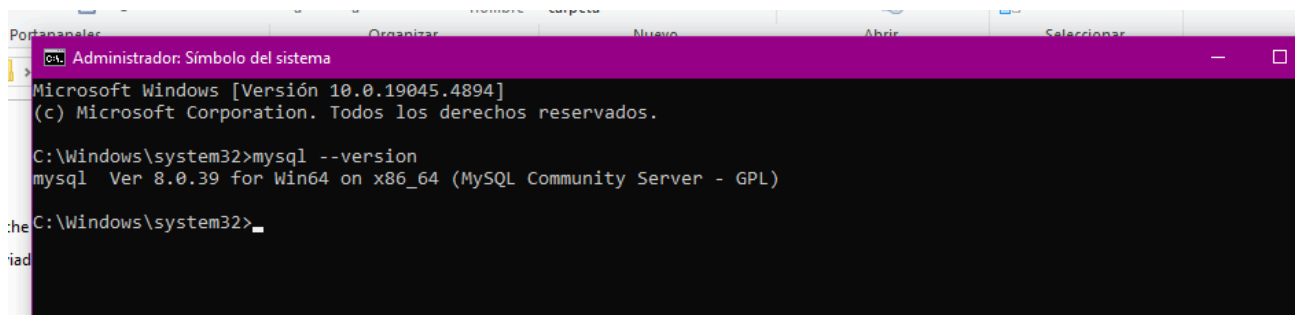 Portapapeles Organizar Nuevo Abrir Seleccionar
Administrador: Símbolo del sistema
Microsoft Windows [Versión 10.0.19045.4894]
(c) Microsoft Corporation. Todos los derechos reservados.
C:\Windows\system32>mysql --version
mysql  Ver 8.0.39 for Win64 on x86_64 (MySQL Community Server - GPL)
C:\Windows\system32>